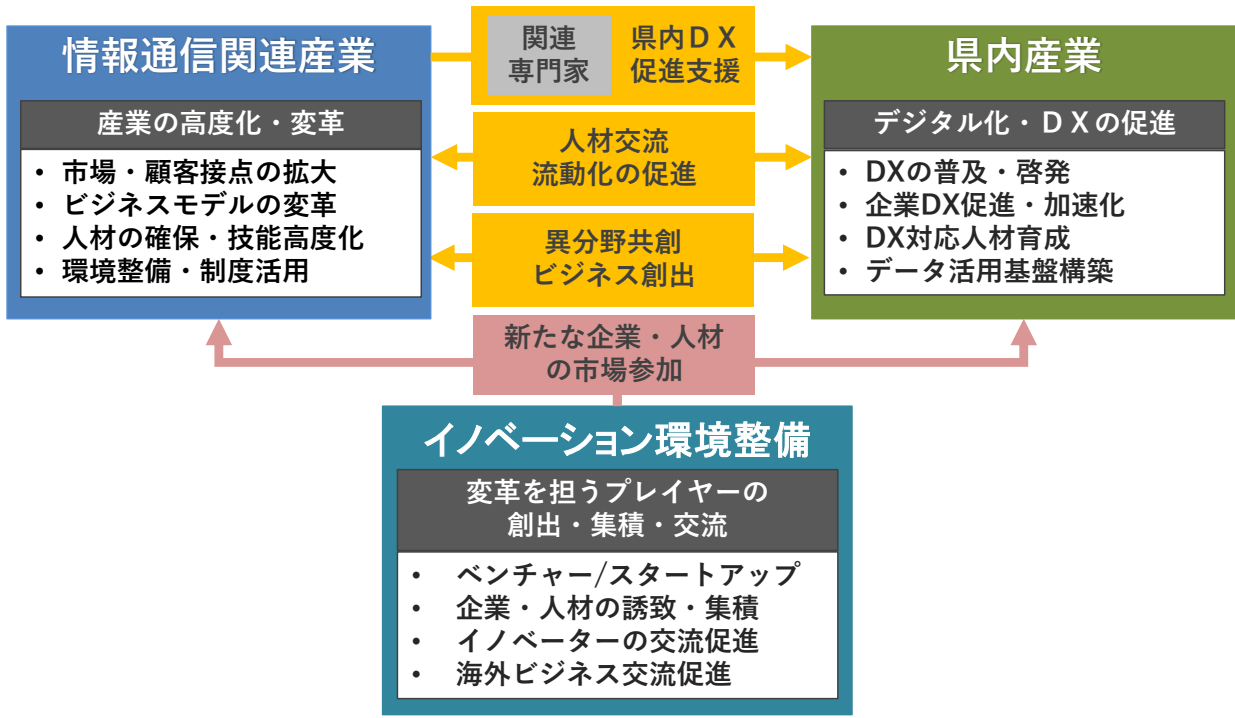 情報通信関連産業
産業の高度化・変革
• 市場・顧客接点の拡大
• ビジネスモデルの変革
• 人材の確保・技能高度化
• 環境整備・制度活用
関連
専門家
県内ＤＸ
促進支援
人材交流
流動化の促進
異分野共創
ビジネス創出
新たな企業・人材
の市場参加
県内産業
デジタル化・ＤＸの促進
• DXの普及・啓発
• 企業DX促進・加速化
• DX対応人材育成
• データ活用基盤構築
イノベーション環境整備
変革を担うプレイヤーの
創出・集積・交流
• ベンチャー/スタートアップ
• 企業・人材の誘致・集積
• イノベーターの交流促進
• 海外ビジネス交流促進